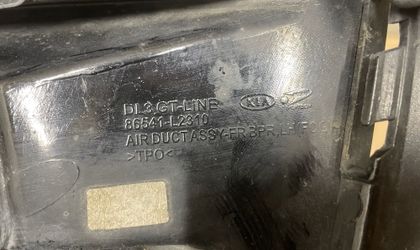 DL3 GT-LINE KIA
86541-L2310
AIR DUCT ASSY-FR BPR,LH
>TPO<